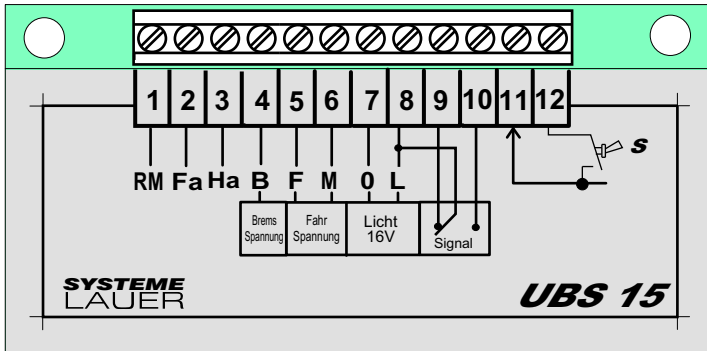 1 2 3 4 5 6 7 8 9 10 11 12
S
RM Fa Ha B F M 0 L
Brems Spannung
Fahr Spannung
Licht 16V
Signal
SYSTEME LAUER
UBS 15